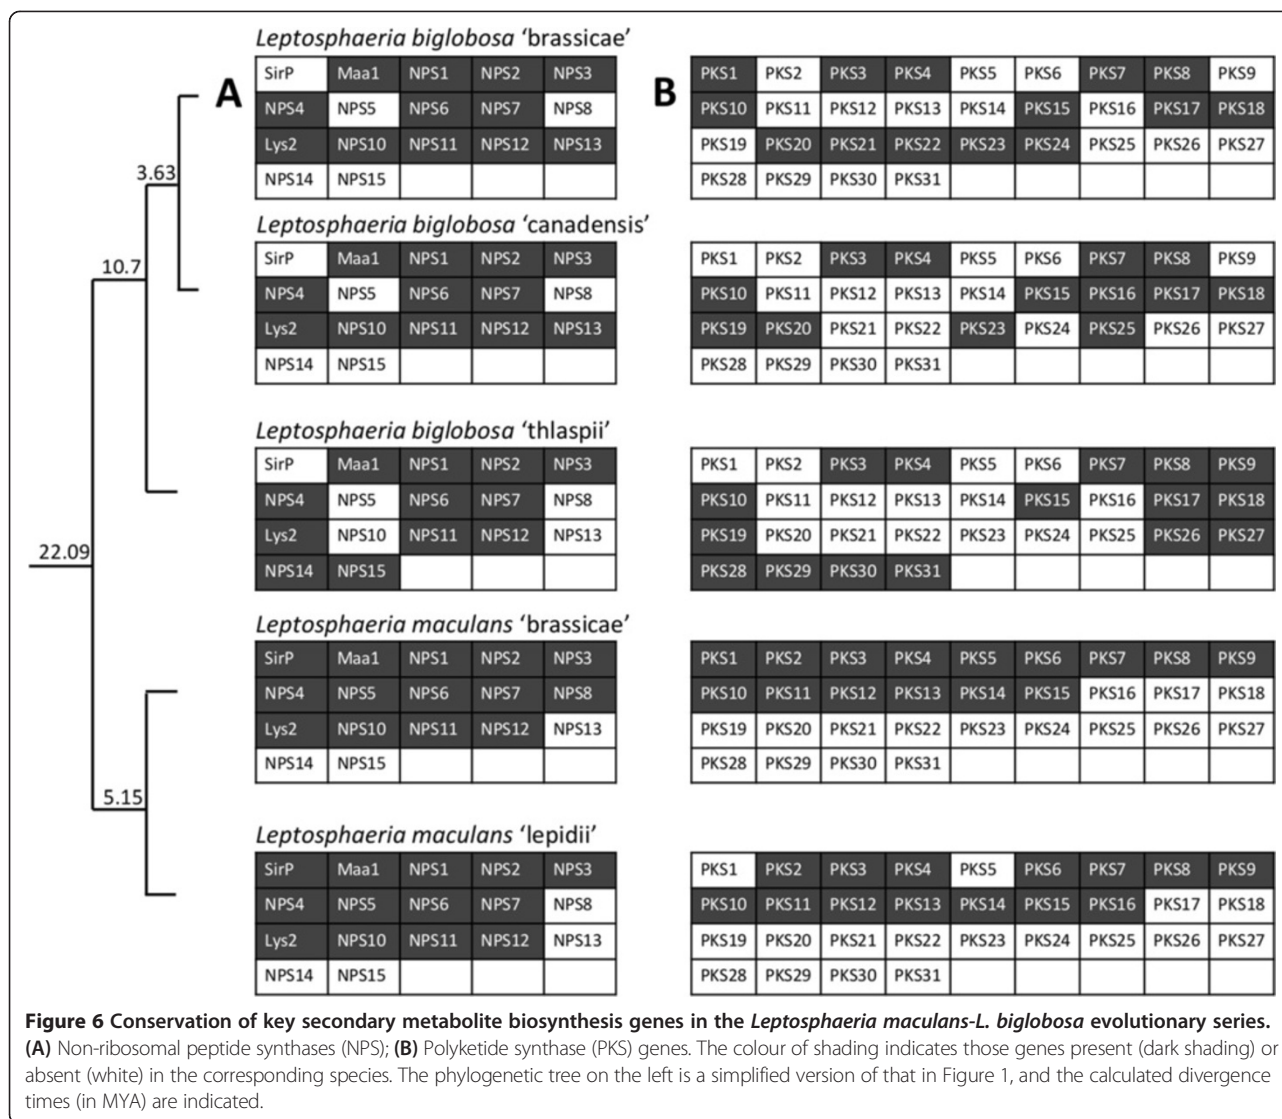 Leptosphaeria biglobosa 'brassicae'
A
SirP Maa1 NPS1 NPS2 NPS3
NPS4 NPS5 NPS6 NPS7 NPS8
Lys2 NPS10 NPS11 NPS12 NPS13
NPS14 NPS15
B
PKS1 PKS2 PKS3 PKS4 PKS5 PKS6 PKS7 PKS8 PKS9
PKS10 PKS11 PKS12 PKS13 PKS14 PKS15 PKS16 PKS17 PKS18
PKS19 PKS20 PKS21 PKS22 PKS23 PKS24 PKS25 PKS26 PKS27
PKS28 PKS29 PKS30 PKS31
3.63
Leptosphaeria biglobosa 'canadensis'
SirP Maa1 NPS1 NPS2 NPS3
NPS4 NPS5 NPS6 NPS7 NPS8
Lys2 NPS10 NPS11 NPS12 NPS13
NPS14 NPS15
PKS1 PKS2 PKS3 PKS4 PKS5 PKS6 PKS7 PKS8 PKS9
PKS10 PKS11 PKS12 PKS13 PKS14 PKS15 PKS16 PKS17 PKS18
PKS19 PKS20 PKS21 PKS22 PKS23 PKS24 PKS25 PKS26 PKS27
PKS28 PKS29 PKS30 PKS31
10.7
Leptosphaeria biglobosa 'thlaspii'
SirP Maa1 NPS1 NPS2 NPS3
NPS4 NPS5 NPS6 NPS7 NPS8
Lys2 NPS10 NPS11 NPS12 NPS13
NPS14 NPS15
PKS1 PKS2 PKS3 PKS4 PKS5 PKS6 PKS7 PKS8 PKS9
PKS10 PKS11 PKS12 PKS13 PKS14 PKS15 PKS16 PKS17 PKS18
PKS19 PKS20 PKS21 PKS22 PKS23 PKS24 PKS25 PKS26 PKS27
PKS28 PKS29 PKS30 PKS31
22.09
Leptosphaeria maculans 'brassicae'
SirP Maa1 NPS1 NPS2 NPS3
NPS4 NPS5 NPS6 NPS7 NPS8
Lys2 NPS10 NPS11 NPS12 NPS13
NPS14 NPS15
PKS1 PKS2 PKS3 PKS4 PKS5 PKS6 PKS7 PKS8 PKS9
PKS10 PKS11 PKS12 PKS13 PKS14 PKS15 PKS16 PKS17 PKS18
PKS19 PKS20 PKS21 PKS22 PKS23 PKS24 PKS25 PKS26 PKS27
PKS28 PKS29 PKS30 PKS31
5.15
Leptosphaeria maculans 'lepidii'
SirP Maa1 NPS1 NPS2 NPS3
NPS4 NPS5 NPS6 NPS7 NPS8
Lys2 NPS10 NPS11 NPS12 NPS13
NPS14 NPS15
PKS1 PKS2 PKS3 PKS4 PKS5 PKS6 PKS7 PKS8 PKS9
PKS10 PKS11 PKS12 PKS13 PKS14 PKS15 PKS16 PKS17 PKS18
PKS19 PKS20 PKS21 PKS22 PKS23 PKS24 PKS25 PKS26 PKS27
PKS28 PKS29 PKS30 PKS31
Figure 6 Conservation of key secondary metabolite biosynthesis genes in the Leptosphaeria maculans-L. biglobosa evolutionary series.
(A) Non-ribosomal peptide synthases (NPS); (B) Polyketide synthase (PKS) genes. The colour of shading indicates those genes present (dark shading) or
absent (white) in the corresponding species. The phylogenetic tree on the left is a simplified version of that in Figure 1, and the calculated divergence
times (in MYA) are indicated.